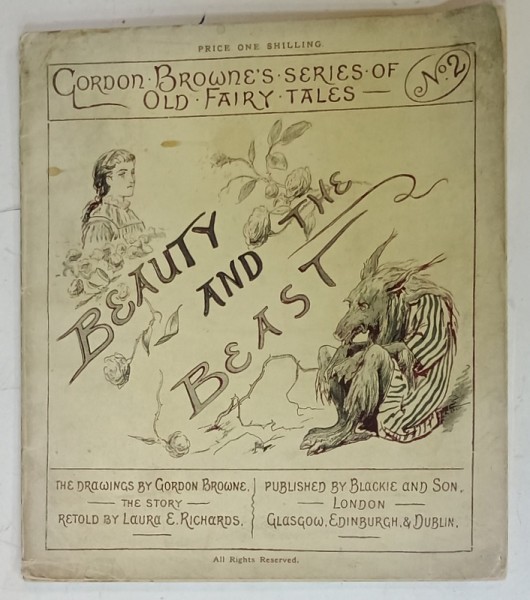 PRICE ONE SHILLING.
GORDON·BROWNE'S·SERIES·OF
OLD·FAIRY·TALES—
No. 2
BEAUTY
AND THE
BEAST
THE DRAWINGS BY GORDON BROWNE.
— THE STORY —
RETOLD BY LAURA E. RICHARDS.
PUBLISHED BY BLACKIE AND SON.
— LONDON —
GLASGOW. EDINBURGH. & DUBLIN.
All Rights Reserved.